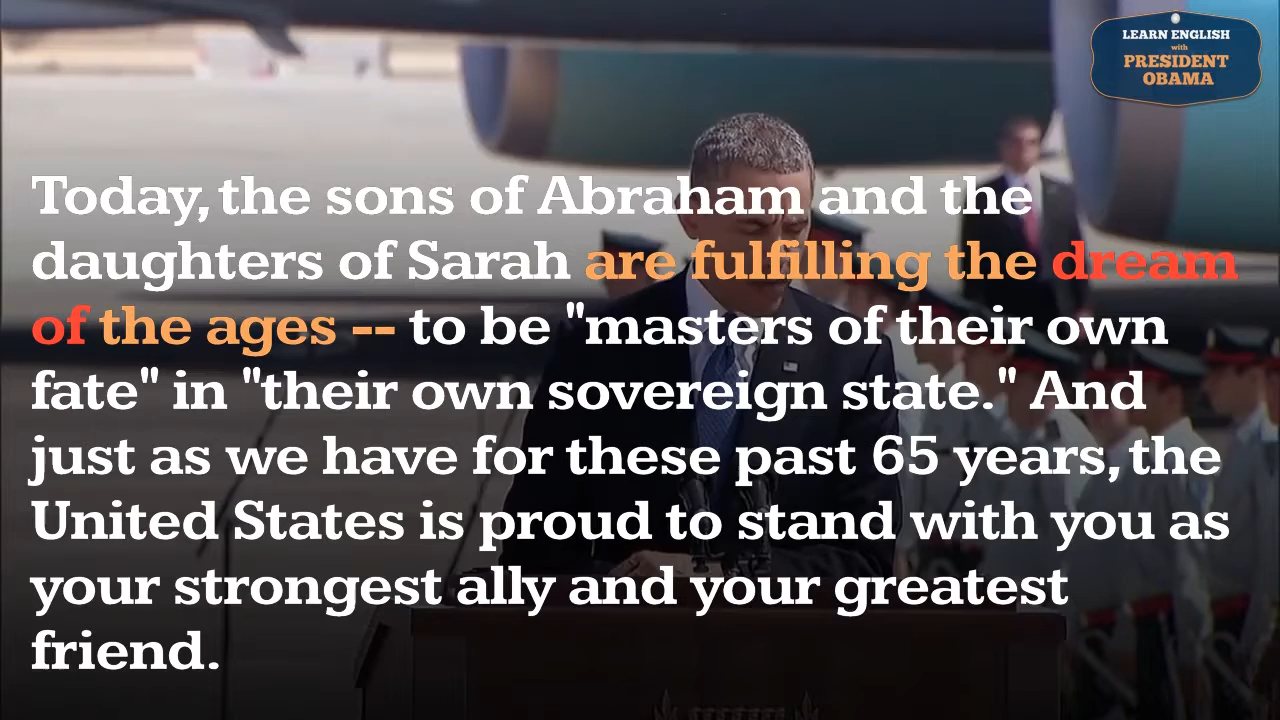 LEARN ENGLISH
with
PRESIDENT
OBAMA
Today, the sons of Abraham and the
daughters of Sarah are fulfilling the dream
of the ages -- to be "masters of their own
fate" in "their own sovereign state." And
just as we have for these past 65 years, the
United States is proud to stand with you as
your strongest ally and your greatest
friend.